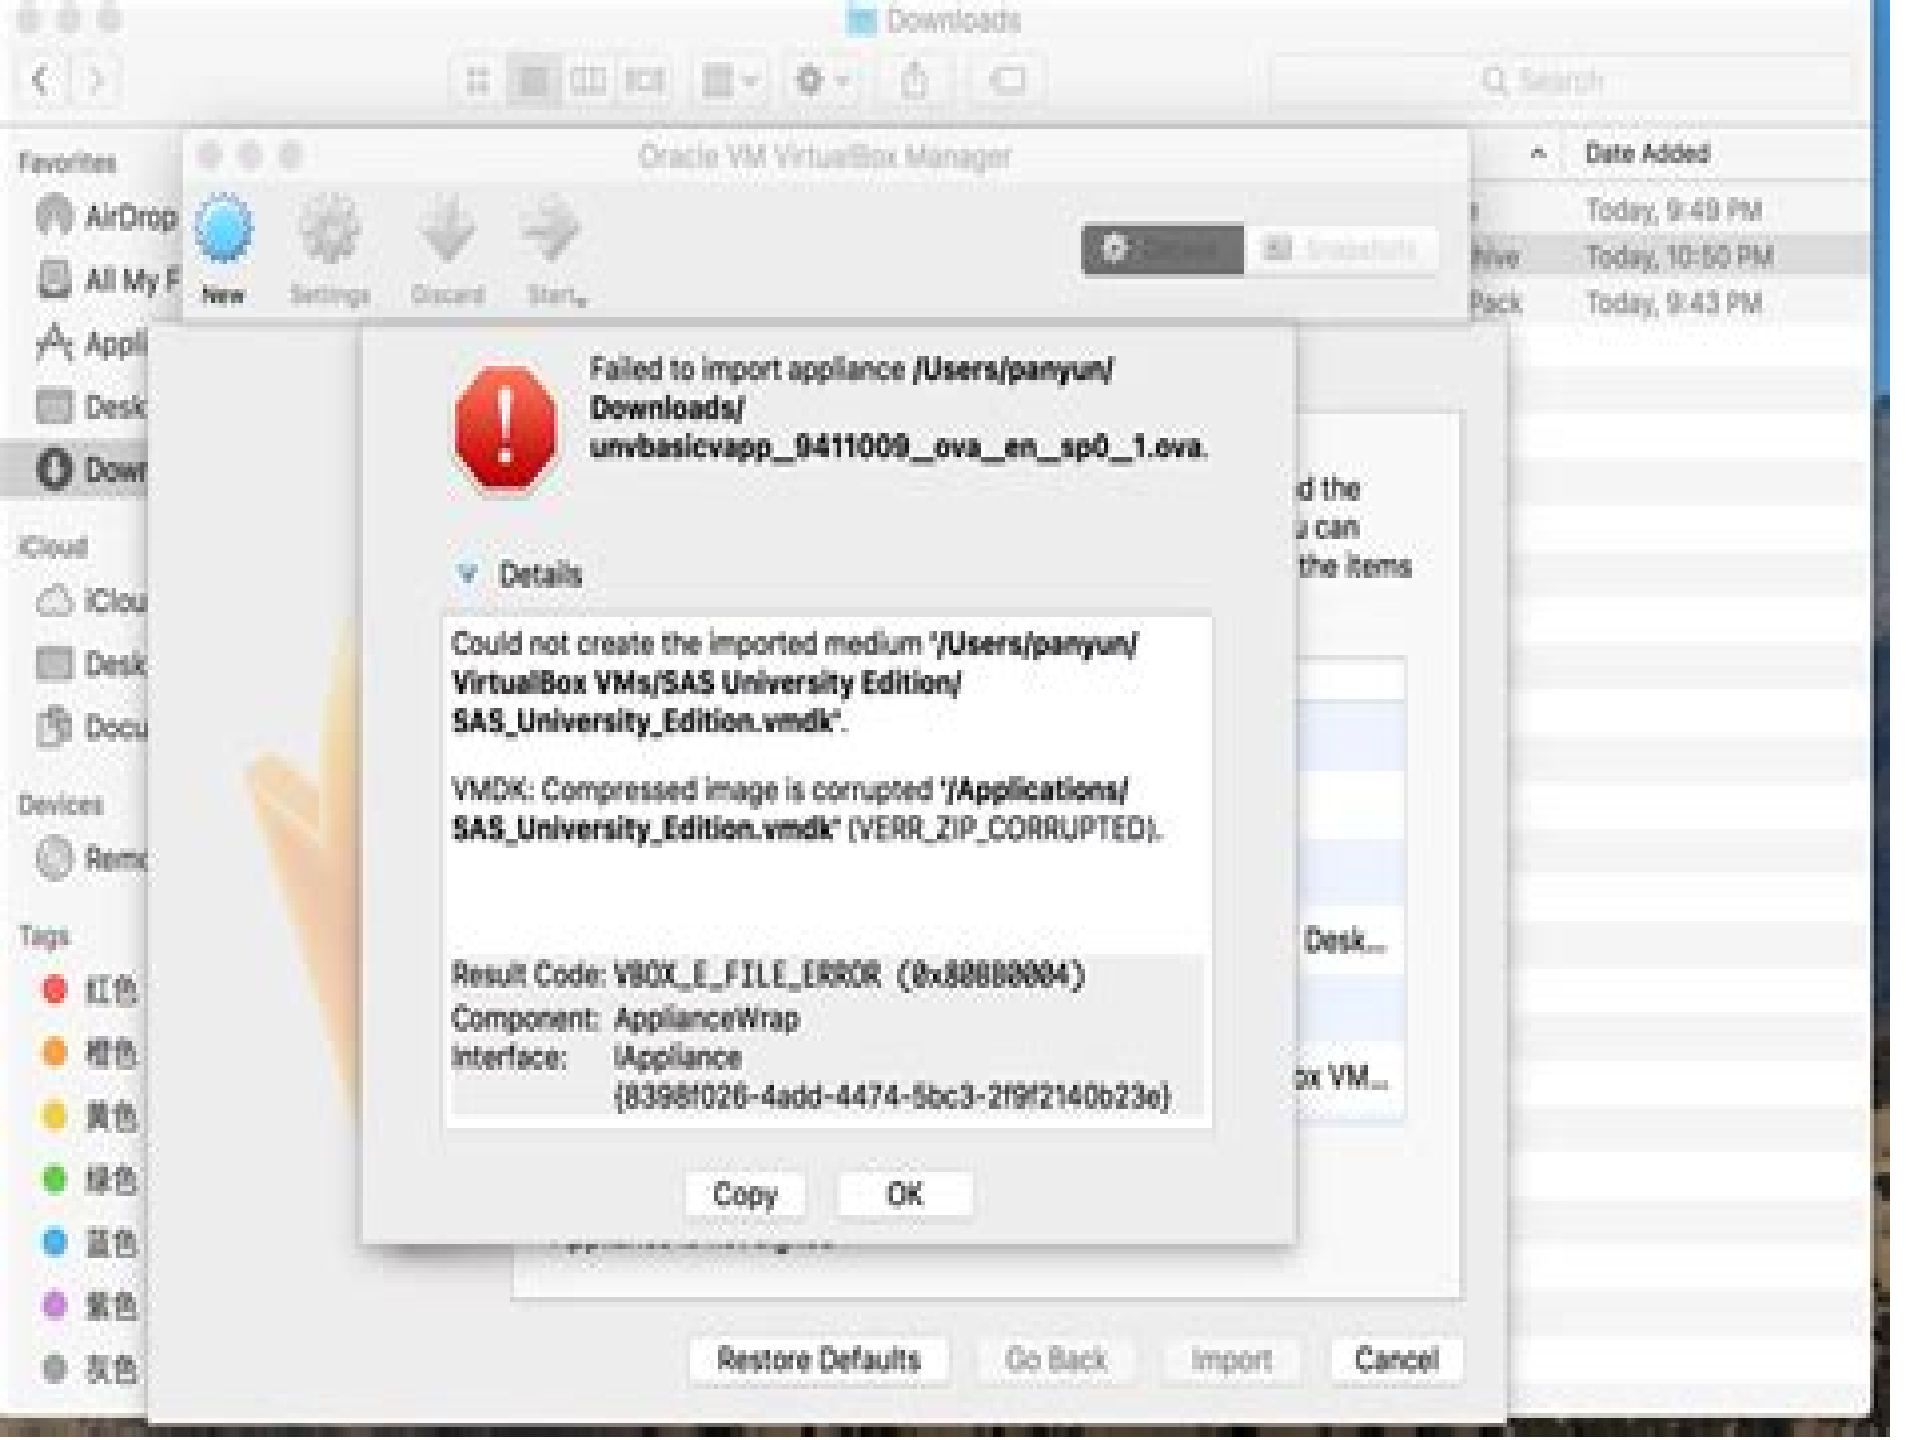 Downloads
Search
Favorites
Date Added
Oracle VM VirtualBox Manager
AirDrop
Today, 9:49 PM
hive
Today, 10:50 PM
All My F
New
Settings
Discard
Start
Snapshots
Pack
Today, 9:43 PM
Appli
Desk
Down
Failed to import appliance /Users/panyun/
Downloads/
unvbasicvapp__9411009__ova__en__sp0__1.ova.
d the
u can
the items
Details
iCloud
iClou
Desk
Docu
Could not create the imported medium '/Users/panyun/
VirtualBox VMs/SAS University Edition/
SAS_University_Edition.vmdk'.
VMDK: Compressed image is corrupted '/Applications/
SAS_University_Edition.vmdk' (VERR_ZIP_CORRUPTED).
Devices
Remo
Tags
红色
橙色
黄色
绿色
蓝色
紫色
灰色
Desk...
ox VM...
Result Code: VBOX_E_FILE_ERROR (0x80BB0004)
Component: ApplianceWrap
Interface: IAppliance
{8398f026-4add-4474-5bc3-2f9f2140b23e}
Copy
OK
Restore Defaults
Go Back
Import
Cancel